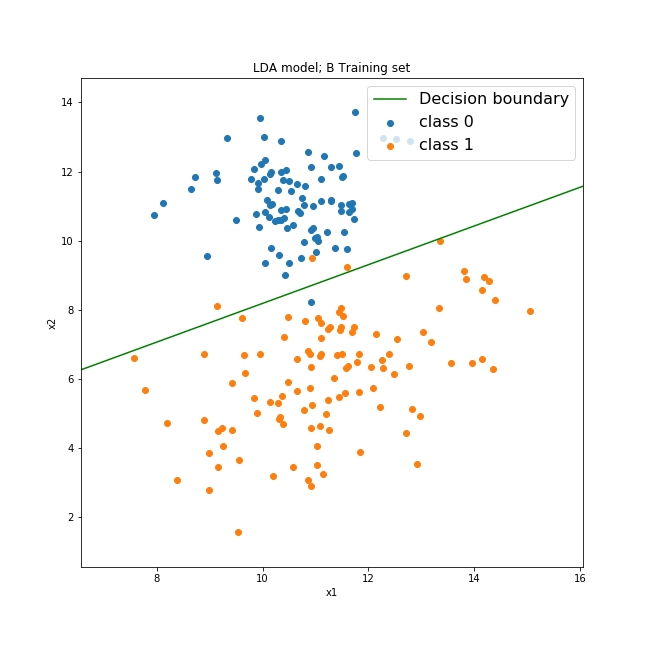 LDA model; B Training set
Decision boundary
class 0
class 1
14
12
10
8
6
4
2
x2
8 10 12 14 16
x1